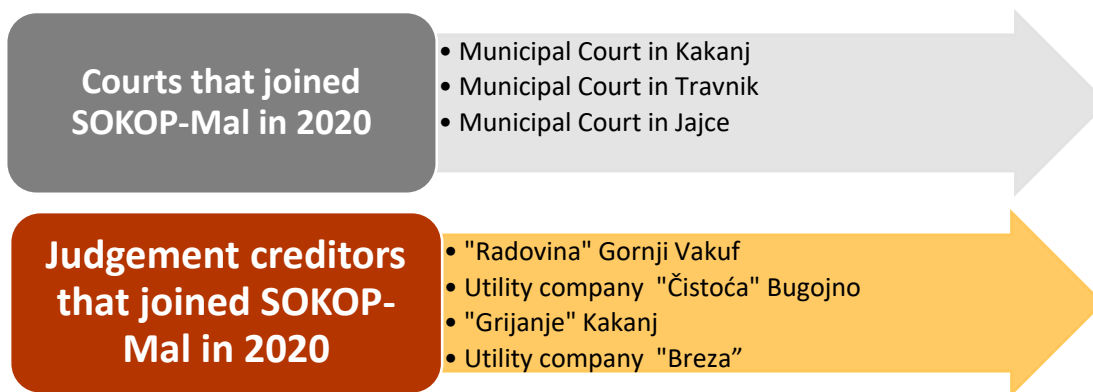 Courts that joined
SOKOP-Mal in 2020
• Municipal Court in Kakanj
• Municipal Court in Travnik
• Municipal Court in Jajce
Judgement creditors
that joined SOKOP-
Mal in 2020
• "Radovina" Gornji Vakuf
• Utility company  "Čistoća" Bugojno
• "Grijanje" Kakanj
• Utility company  "Breza”